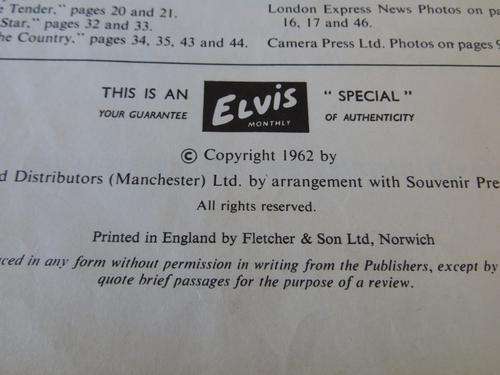 Tender," pages 20 and 21.
Star," pages 32 and 33.
the Country," pages 34, 35, 43 and 44.
London Express News Photos on
16, 17 and 46.
Camera Press Ltd. Photos on pages
THIS IS AN ELVIS MONTHLY " SPECIAL "
YOUR GUARANTEE OF AUTHENTICITY
© Copyright 1962 by
Distributors (Manchester) Ltd. by arrangement with Souvenir
All rights reserved.
Printed in England by Fletcher & Son Ltd, Norwich
in any form without permission in writing from the Publishers, except by
quote brief passages for the purpose of a review.